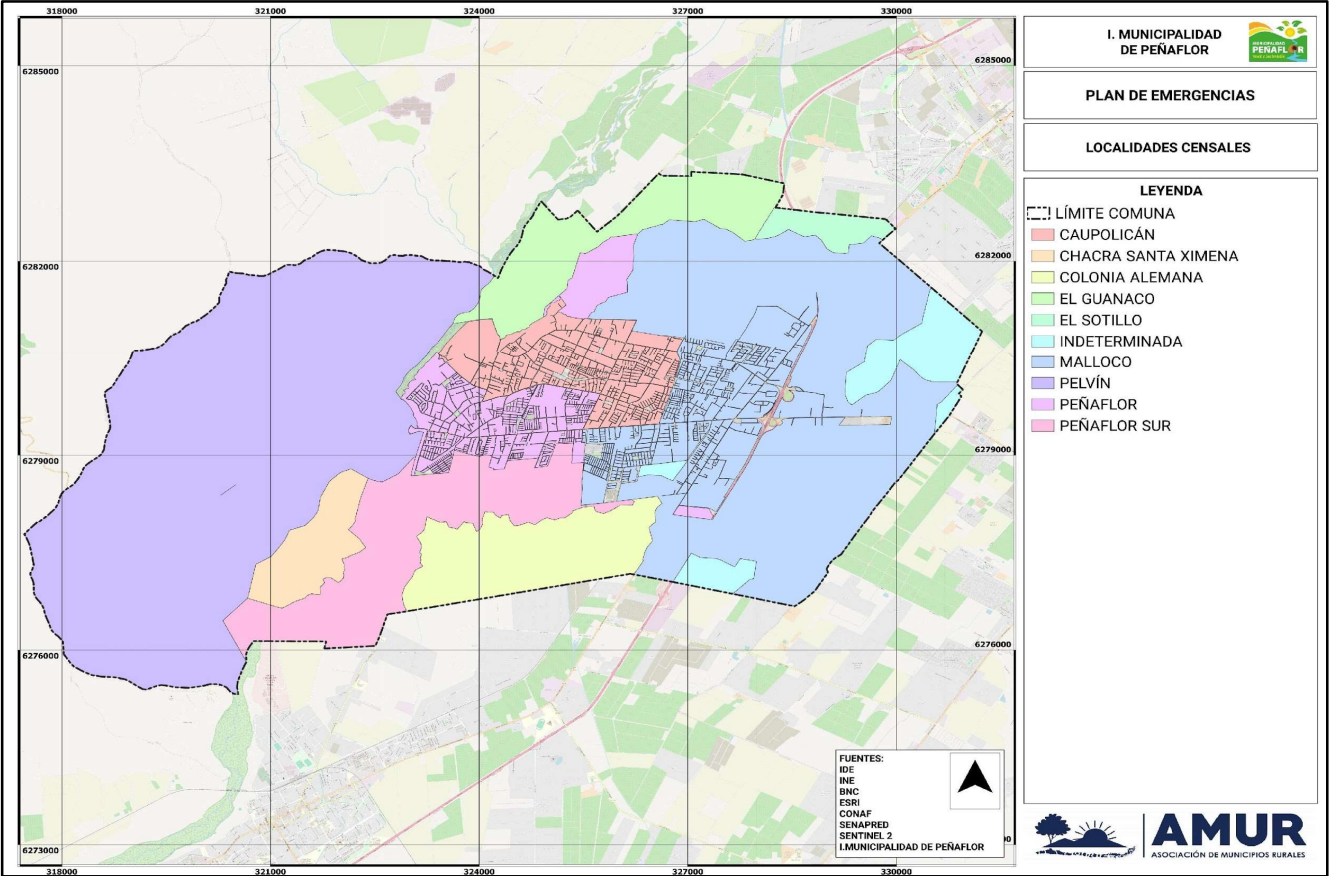 318000
321000
324000
327000
330000
6285000
6285000
6282000
6282000
6279000
6279000
6276000
6276000
6273000
318000
321000
324000
327000
330000
I. MUNICIPALIDAD
DE PEÑAFLOR
MUNICIPALIDAD
PEÑAFLOR
PLAN DE EMERGENCIAS
LOCALIDADES CENSALES
LEYENDA
LÍMITE COMUNA
CAUPOLICÁN
CHACRA SANTA XIMENA
COLONIA ALEMANA
EL GUANACO
EL SOTILLO
INDETERMINADA
MALLOCO
PELVÍN
PEÑAFLOR
PEÑAFLOR SUR
FUENTES:
IDE
INE
BNC
ESRI
CONAF
SENAPRED
SENTINEL 2
I.MUNICIPALIDAD DE PEÑAFLOR
AMUR
ASOCIACIÓN DE MUNICIPIOS RURALES